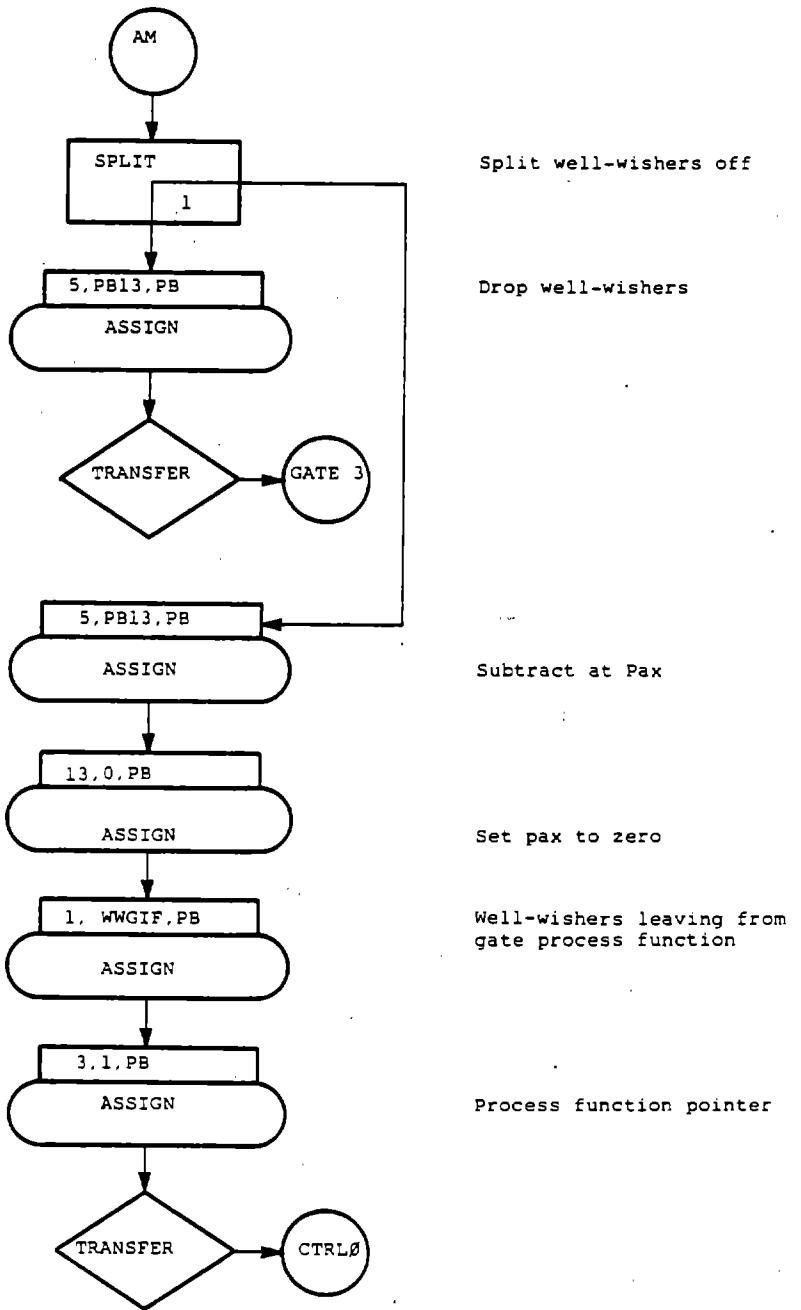 AM
SPLIT
1
Split well-wishers off
5,PB13,PB
ASSIGN
Drop well-wishers
TRANSFER
GATE 3
5,PB13,PB
ASSIGN
Subtract at Pax
13,0,PB
ASSIGN
Set pax to zero
1, WWGIF,PB
ASSIGN
Well-wishers leaving from
gate process function
3,1,PB
ASSIGN
Process function pointer
TRANSFER
CTRLØ